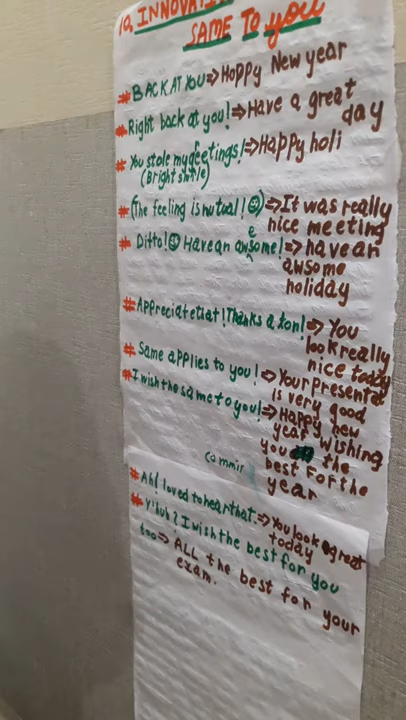 10, INNOVATI
SAME TO you
# BACK AT YOU ⇒ Happy New year
# Right back at you! ⇒ Have a great
day
# You stole my geetings! ⇒ Happy holi
(Bright smile)
# (The feeling is mutual! ☺) ⇒ It was really
nice meeting
# Ditto! ☺ Have an awesome! ⇒ have an
awsome
holiday
# Appreciate that! Thanks a ton! ⇒ You
look really
nice today
# Same applies to you! ⇒ Your presenta
is very good
# I wish the same to you! ⇒ Happy new
year wishing
you the
best for the
year
# Ah! loved to hear that. ⇒ You look great
today
# I wish the best for you
too ⇒ ALL the best for your
exam.